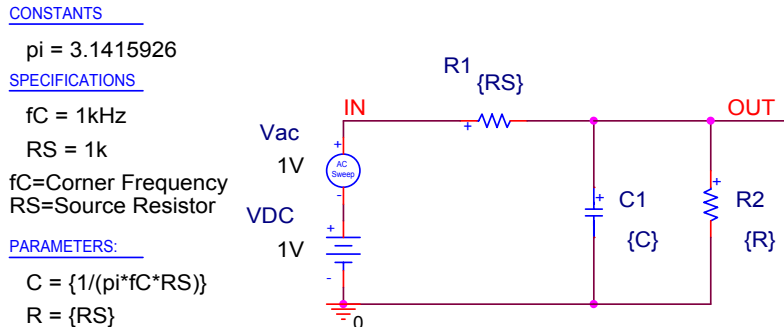 CONSTANTS
pi = 3.1415926
SPECIFICATIONS
fC = 1kHz
RS = 1k
fC=Corner Frequency
RS=Source Resistor
PARAMETERS:
C = {1/(pi*fC*RS)}
R = {RS}
R1
{RS}
IN
OUT
Vac
+
1V
AC
Sweep
-
VDC
+
1V
-
0
+
+
C1
{C}
+
R2
{R}